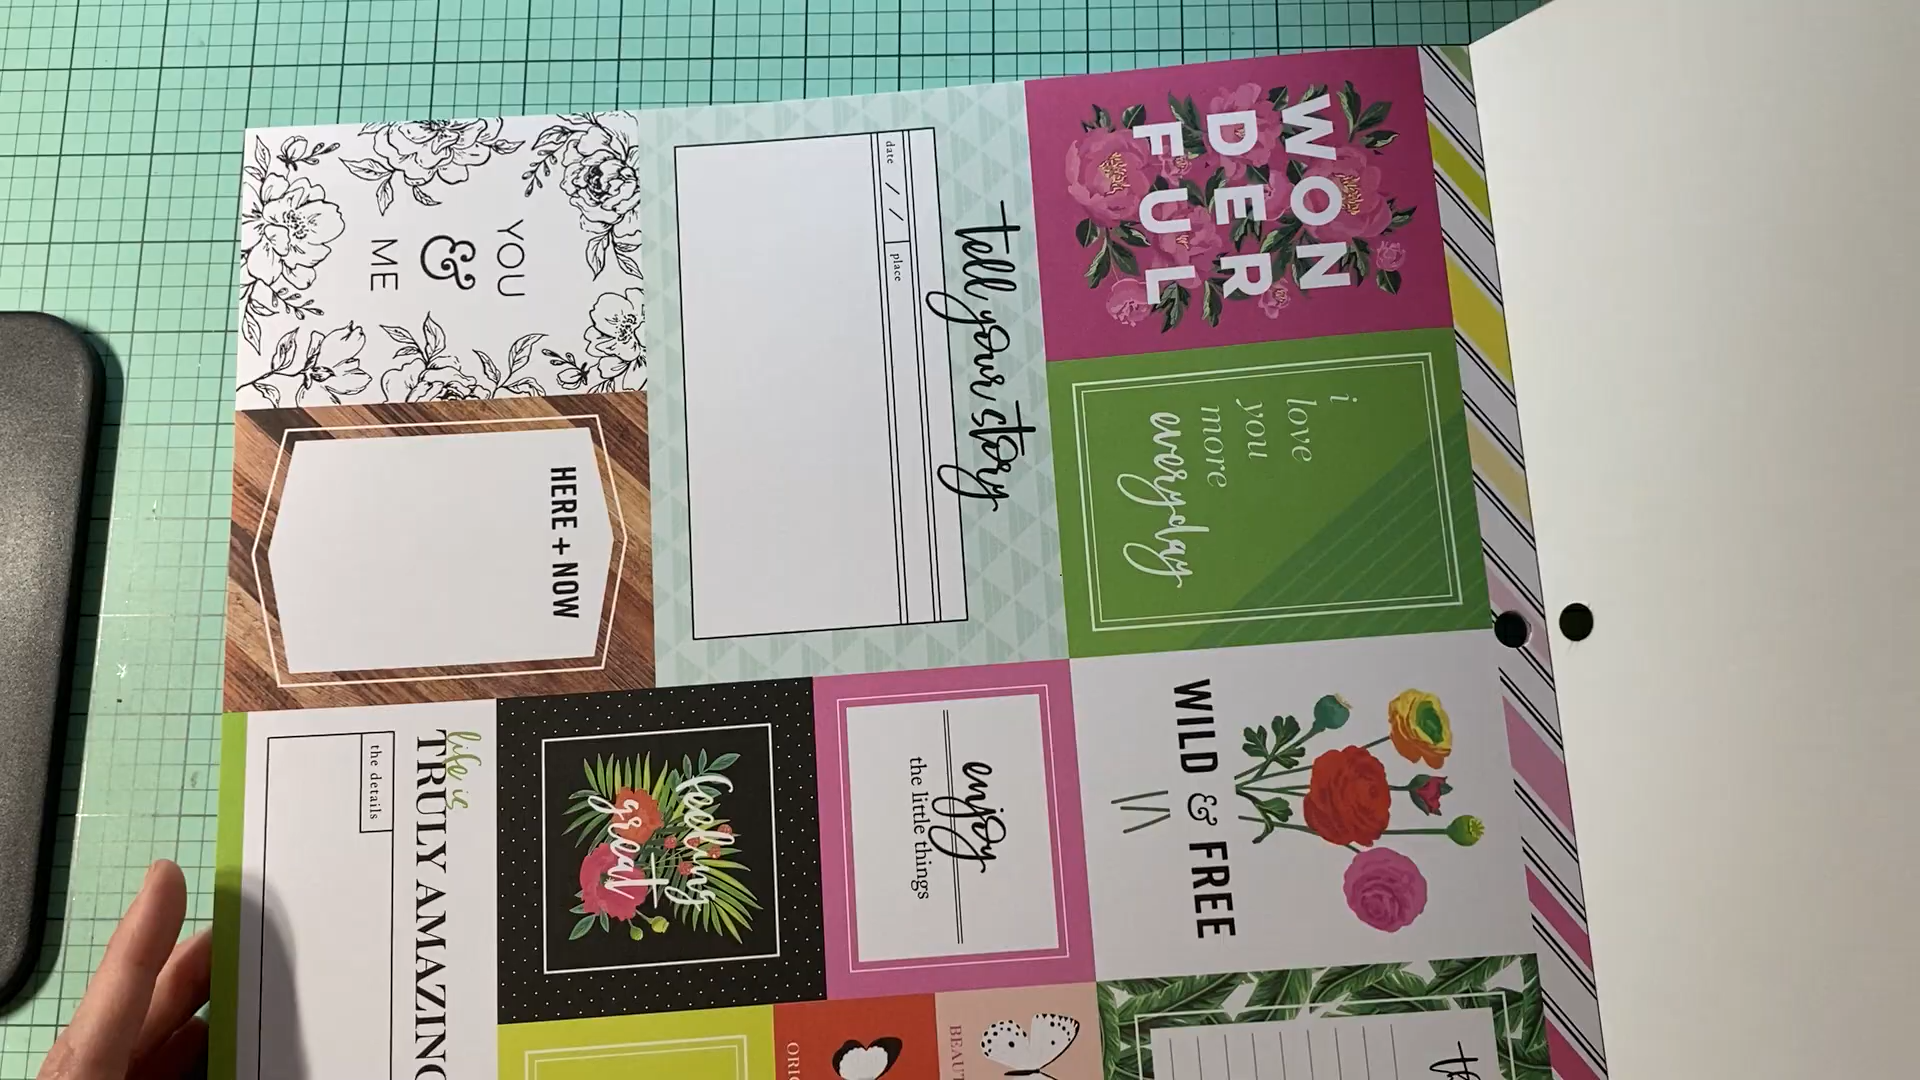 WON
DER
FUL
i
love
you
more
everyday
WILD & FREE
tell your story
date / / place
enjoy
the little things
YOU
&
ME
HERE + NOW
feeling
great
life is
TRULY AMAZING
the details